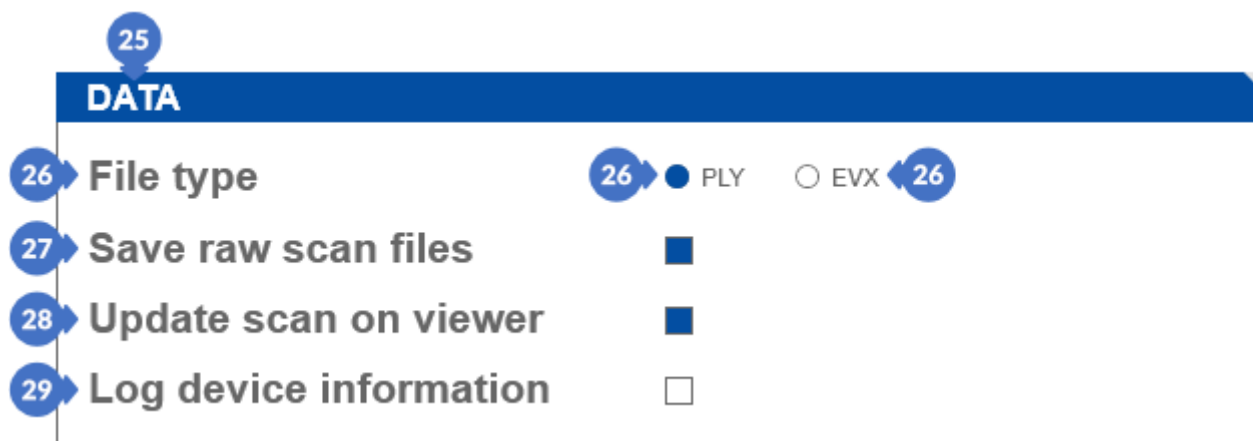 25
DATA
26 File type 26 PLY EVX 26
27 Save raw scan files
28 Update scan on viewer
29 Log device information